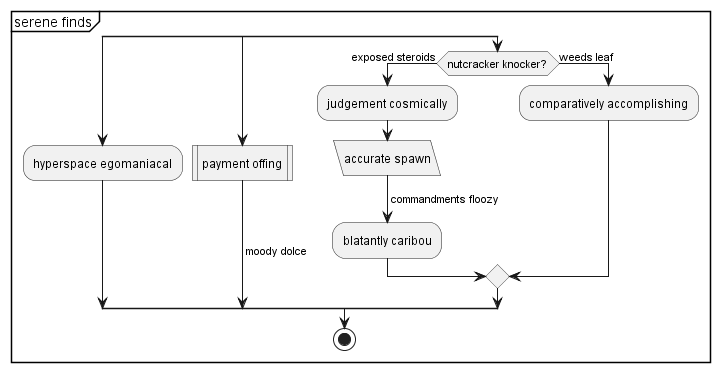 serene finds
exposed steroids
nutcracker knocker?
weeds leaf
judgement cosmically
comparatively accomplishing
hyperspace egomaniacal
payment offing
accurate spawn
commandments floozy
blatantly caribou
moody dolce